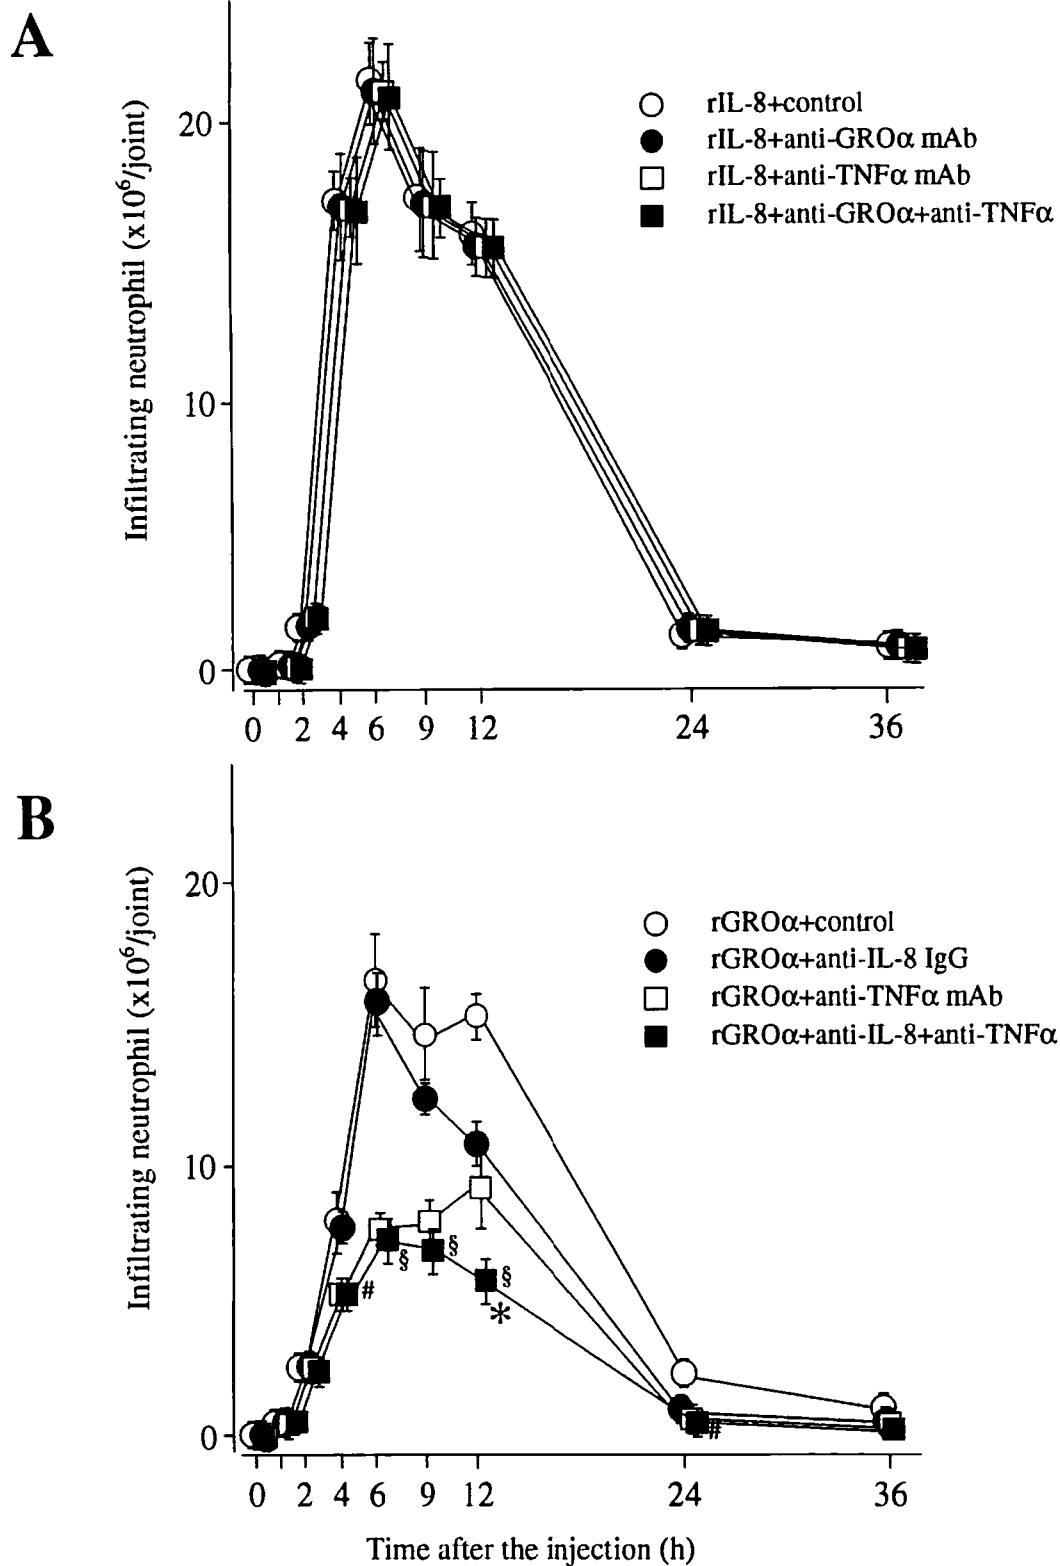 A
Infiltrating neutrophil (x10⁶/joint)
20
10
0
rIL-8+control
rIL-8+anti-GROα mAb
rIL-8+anti-TNFα mAb
rIL-8+anti-GROα+anti-TNFα
0 2 4 6 9 12 24 36
B
Infiltrating neutrophil (x10⁶/joint)
20
10
0
rGROα+control
rGROα+anti-IL-8 IgG
rGROα+anti-TNFα mAb
rGROα+anti-IL-8+anti-TNFα
§ § §
# * #
0 2 4 6 9 12 24 36
Time after the injection (h)